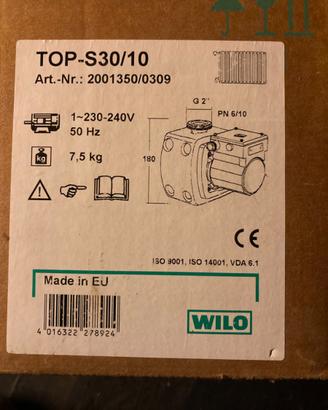 TOP-S30/10
Art.-Nr.: 2001350/0309
1~230-240V
50 Hz
G 2"
PN 6/10
kg
7,5 kg
180
CE
ISO 9001, ISO 14001, VDA 6.1
Made in EU
4 016322 278924
WILO